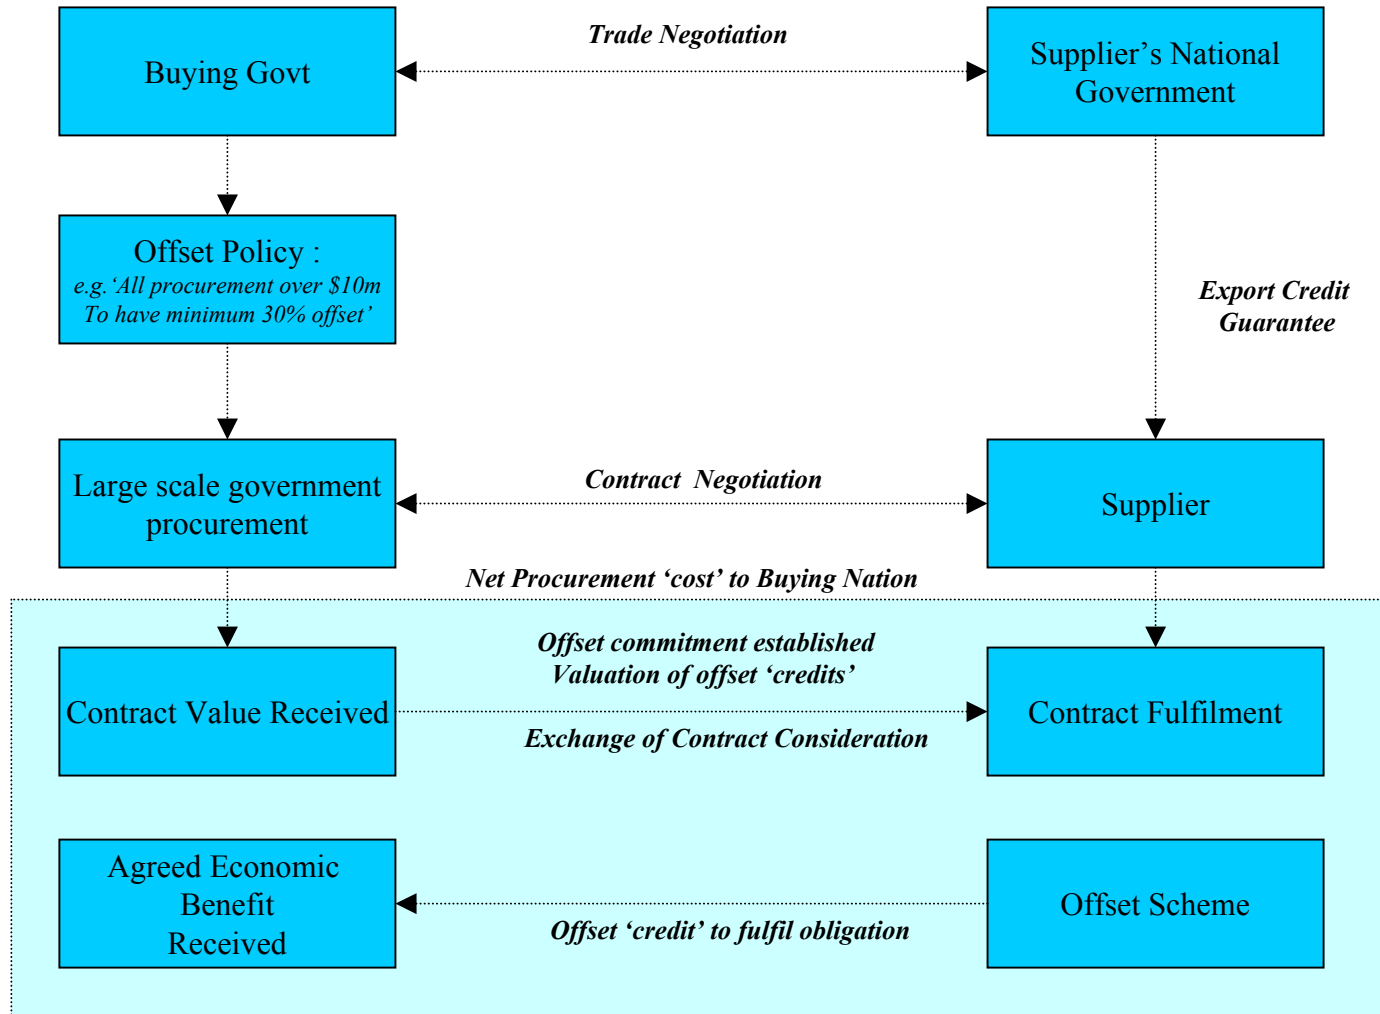 Trade Negotiation
Buying Govt
Supplier’s National
Government
Offset Policy :
e.g.‘All procurement over $10m
To have minimum 30% offset’
Export Credit
Guarantee
Large scale government
procurement
Contract  Negotiation
Supplier
Net Procurement ‘cost’ to Buying Nation
Offset commitment established
Valuation of offset ‘credits’
Contract Value Received
Exchange of Contract Consideration
Contract Fulfilment
Agreed Economic
Benefit
Received
Offset ‘credit’ to fulfil obligation
Offset Scheme